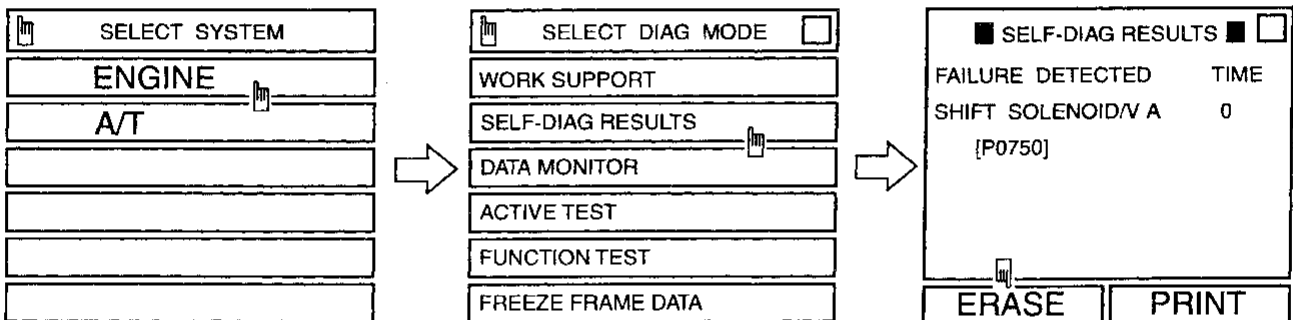 SELECT SYSTEM
ENGINE
A/T
SELECT DIAG MODE
WORK SUPPORT
SELF-DIAG RESULTS
DATA MONITOR
ACTIVE TEST
FUNCTION TEST
FREEZE FRAME DATA
SELF-DIAG RESULTS
FAILURE DETECTED TIME
SHIFT SOLENOID/V A 0
[P0750]
ERASE PRINT